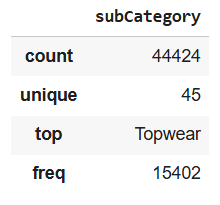 subCategory
count 44424
unique 45
top Topwear
freq 15402